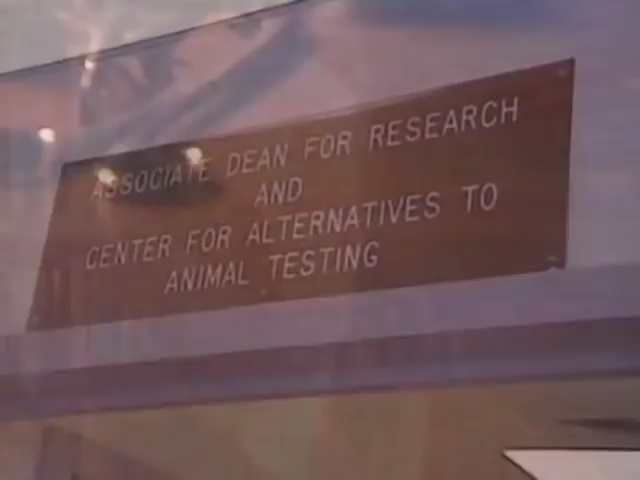 ASSOCIATE DEAN FOR RESEARCH
AND
CENTER FOR ALTERNATIVES TO
ANIMAL TESTING